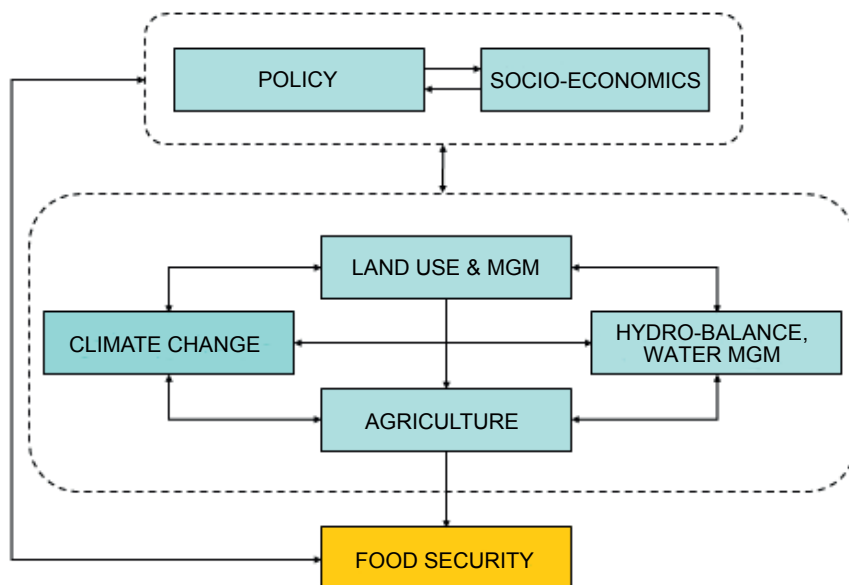 POLICY
SOCIO-ECONOMICS
LAND USE & MGM
CLIMATE CHANGE
HYDRO-BALANCE,
WATER MGM
AGRICULTURE
FOOD SECURITY